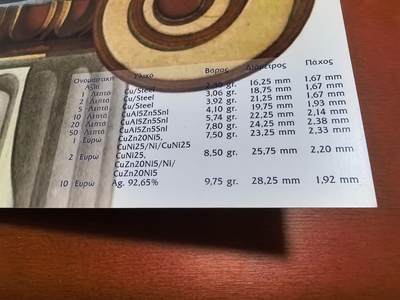 Ονομαστική Υλικό Βάρος Διάμετρος Πάχος
Αξία
1 Λεπτό Cu/Steel 2,30 gr. 16,25 mm 1,67 mm
2 Λεπτά Cu/Steel 3,06 gr. 18,75 mm 1,67 mm
5 Λεπτά Cu/Steel 3,92 gr. 21,25 mm 1,67 mm
10 Λεπτά CuAl5Zn5Snl 4,10 gr. 19,75 mm 1,93 mm
20 Λεπτά CuAl5Zn5Snl 5,74 gr. 22,25 mm 2,14 mm
50 Λεπτά CuAl5Zn5Snl 7,80 gr. 24,25 mm 2,38 mm
1 Ευρώ CuZn20Ni5, 7,50 gr. 23,25 mm 2,33 mm
CuNi25/Ni/CuNi25
2 Ευρώ CuNi25, 8,50 gr. 25,75 mm 2,20 mm
CuZn20Ni5/Ni/
CuZn20Ni5
10 Ευρώ Ag. 92,65% 9,75 gr. 28,25 mm 1,92 mm